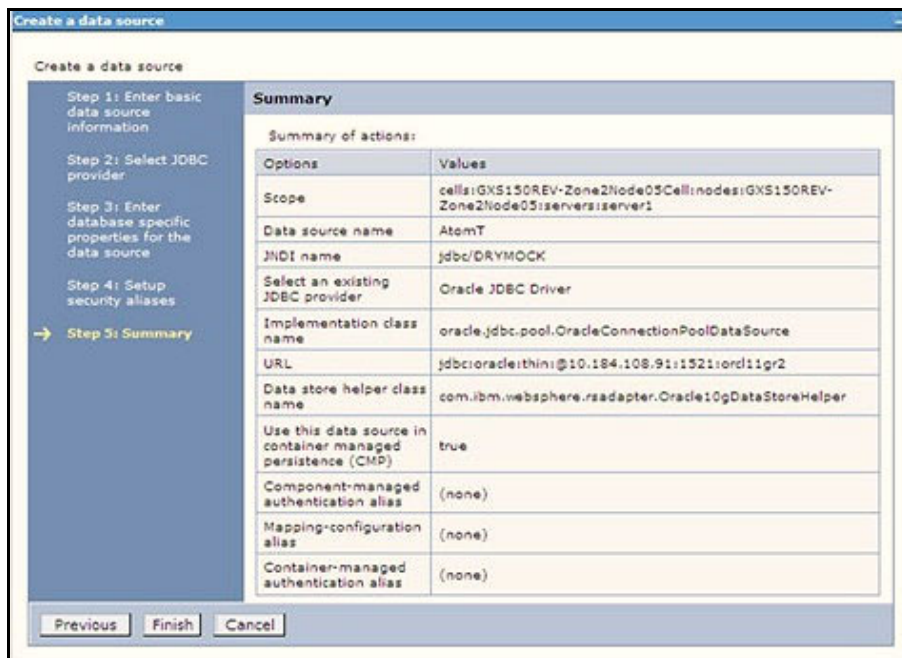 Create a data source
Create a data source
Step 1: Enter basic
data source
information
Step 2: Select JDBC
provider
Step 3: Enter
database specific
properties for the
data source
Step 4: Setup
security aliases
Step 5: Summary
Summary
Summary of actions:
Options Values
Scope cells:GXS150REV-Zone2Node05Cell:nodes:GXS150REV-
Zone2Node05:servers:server1
Data source name AtomT
JNDI name jdbc/DRYMOCK
Select an existing
JDBC provider Oracle JDBC Driver
Implementation class
name oracle.jdbc.pool.OracleConnectionPoolDataSource
URL jdbc:oracle:thin:@10.184.108.91:1521:orcl11gr2
Data store helper class
name com.ibm.websphere.rsadapter.Oracle10gDataStoreHelper
Use this data source in
container managed
persistence (CMP) true
Component-managed
authentication alias (none)
Mapping-configuration
alias (none)
Container-managed
authentication alias (none)
Previous Finish Cancel